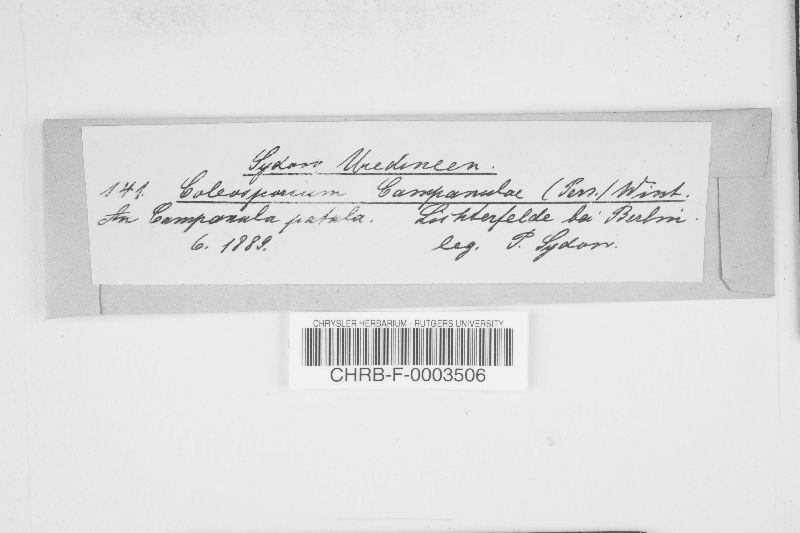 Sydow, Uredineen.
141. Coleosporium Campanulae (Pers.) Wint.
An Campanula patula. Lichterfelde bei Berlin.
6. 1889. leg. P. Sydow.
CHRYSLER HERBARIUM - RUTGERS UNIVERSITY
CHRB-F-0003506